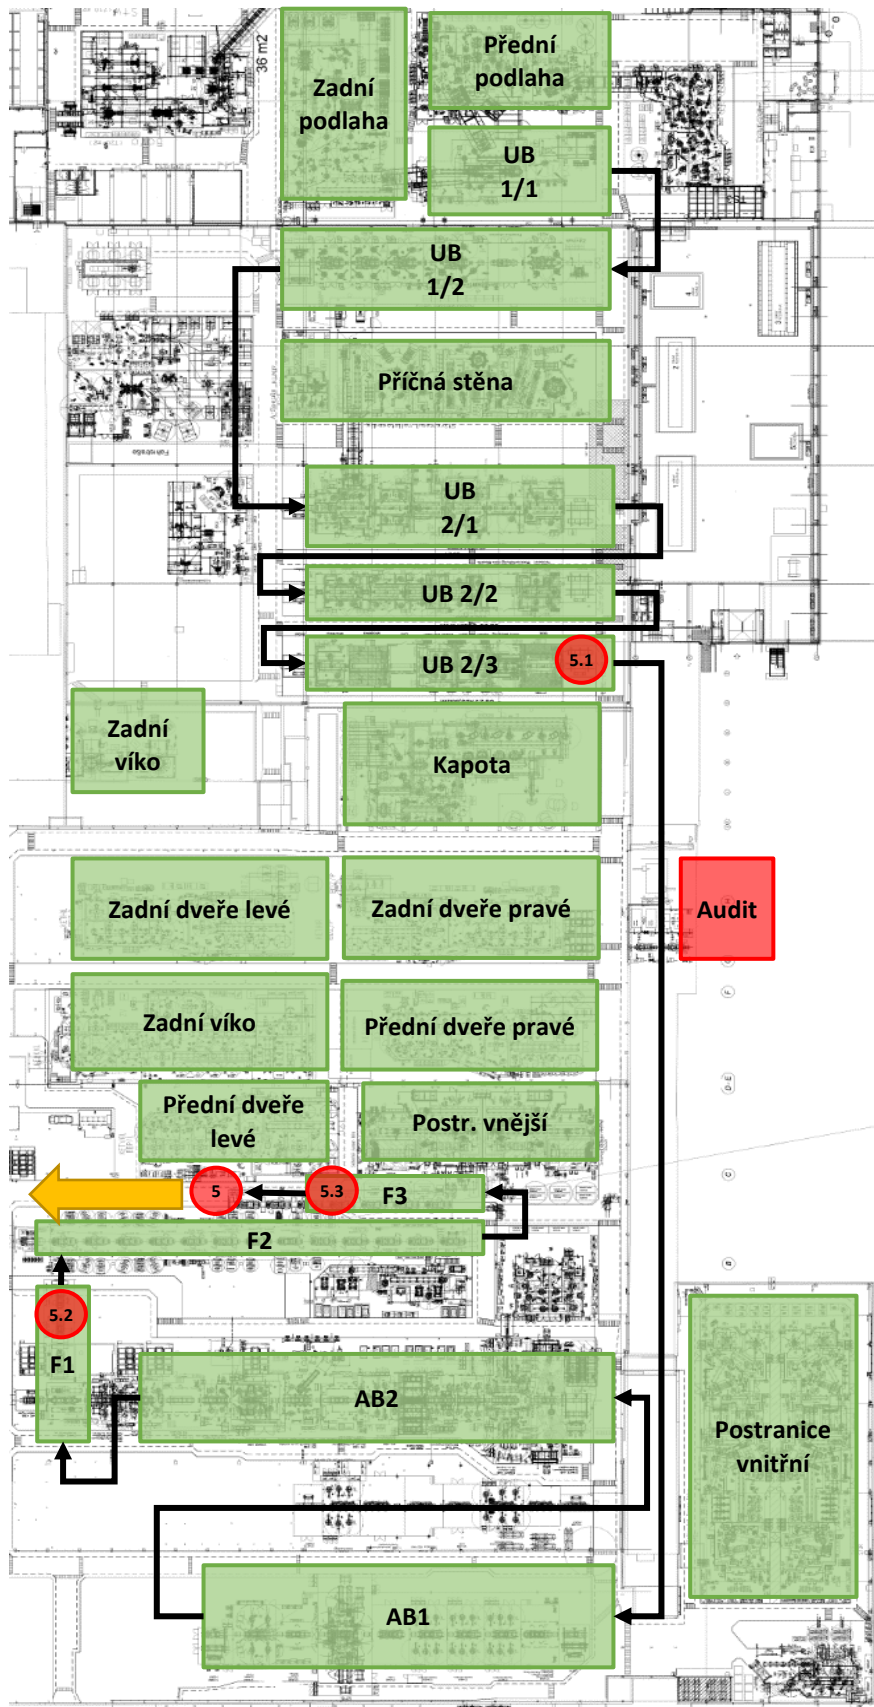 36 m2
Zadní
podlaha
Přední
podlaha
UB
1/1
UB
1/2
Příčná stěna
UB
2/1
UB 2/2
UB 2/3
5.1
Zadní
víko
Kapota
Zadní dveře levé
Zadní dveře pravé
Audit
Zadní víko
Přední dveře pravé
Přední dveře
levé
Postr. vnější
5
5.3
F3
F2
5.2
F1
AB2
Postranice
vnitřní
AB1